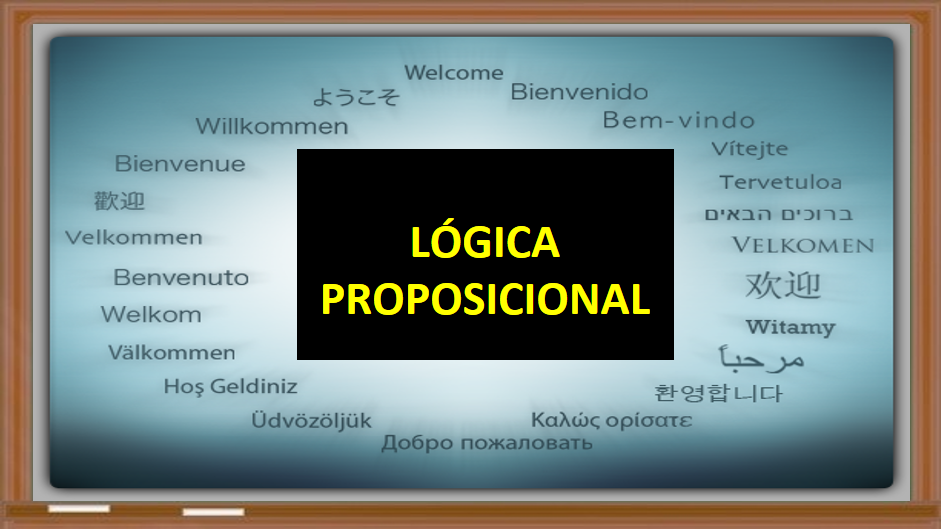 Welcome
ようこそ
Bienvenido
Willkommen
Bem-vindo
Bienvenue
Vítejte
Tervetuloa
歡迎
ברוכים הבאים
Velkommen
VELKOMEN
LÓGICA
PROPOSICIONAL
Benvenuto
欢迎
Welkom
Witamy
Välkommen
مرحباً
Hoş Geldiniz
환영합니다
Üdvözöljük
Καλώς ορίσατε
Добро пожаловать